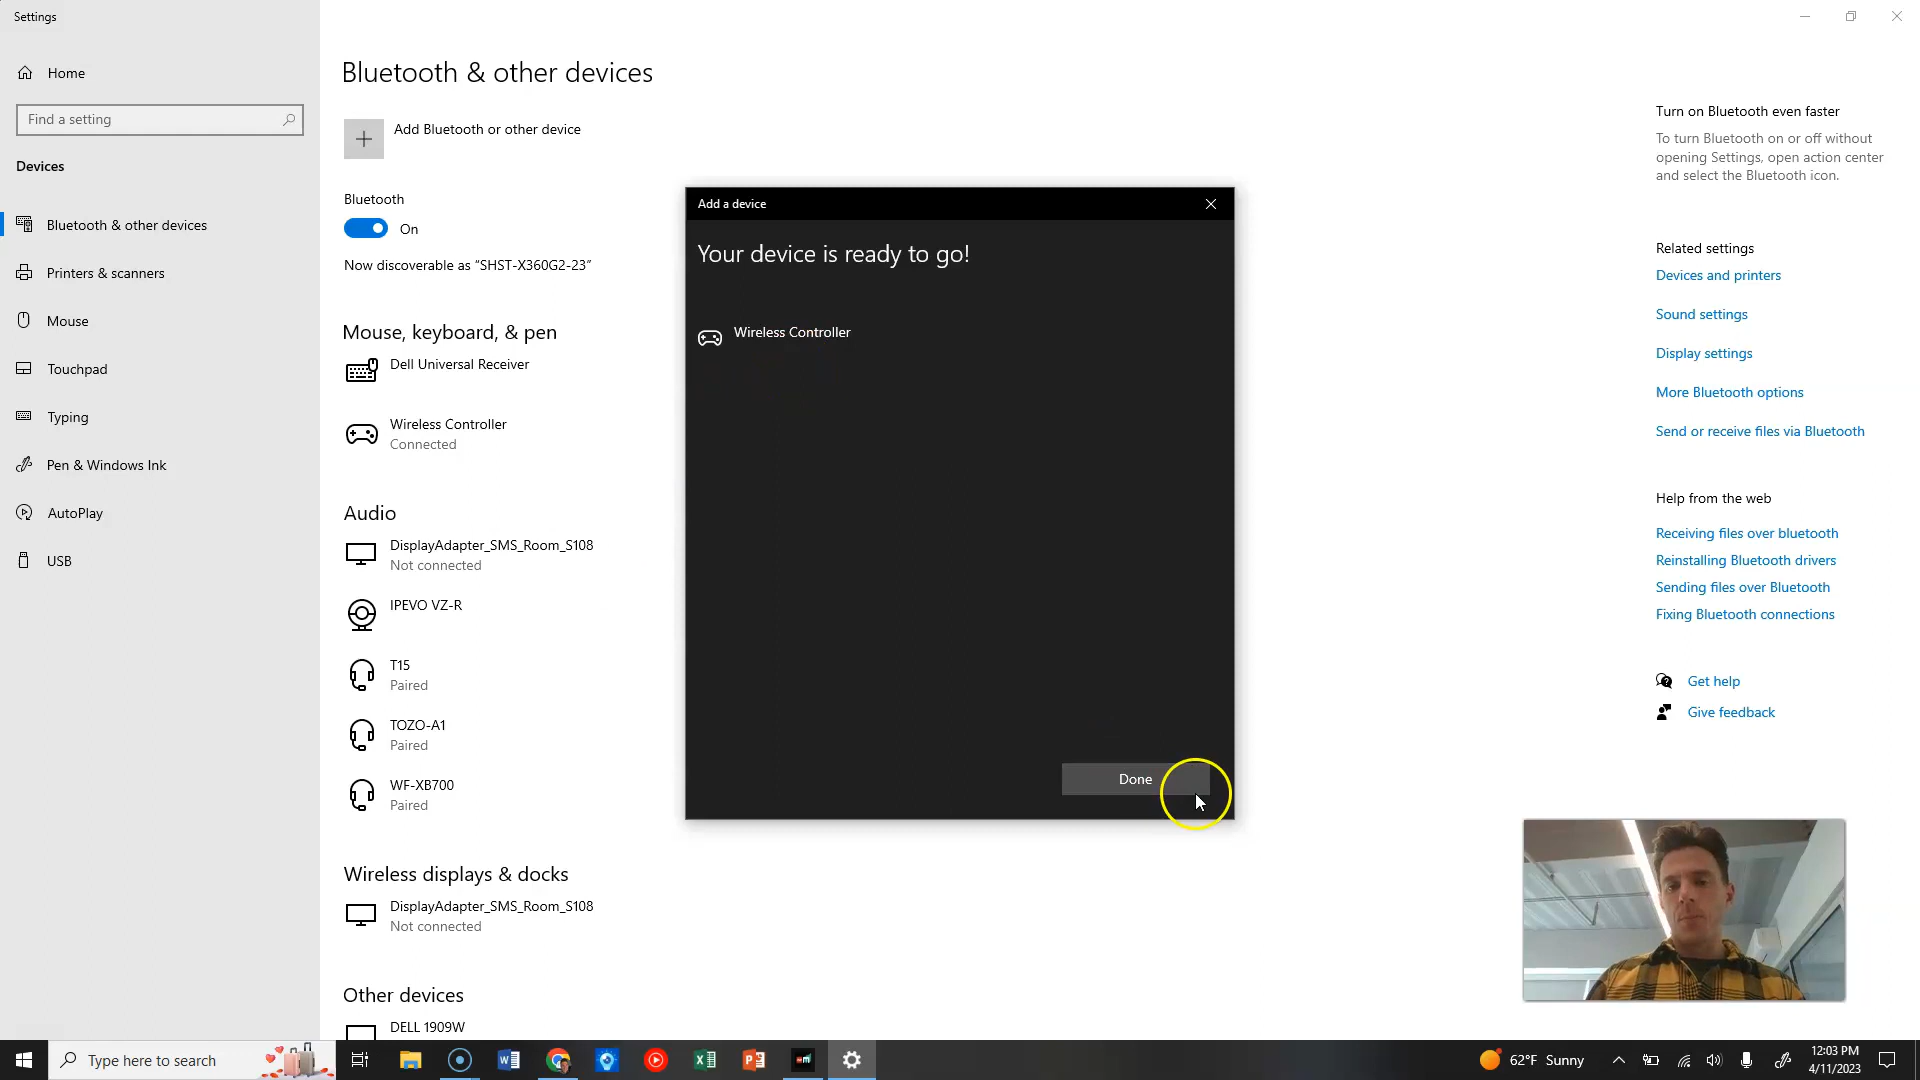 Settings
Home
Find a setting
Devices
Bluetooth & other devices
Printers & scanners
Mouse
Touchpad
Typing
Pen & Windows Ink
AutoPlay
USB
Bluetooth & other devices
Add Bluetooth or other device
Bluetooth
On
Now discoverable as “SHST-X360G2-23”
Mouse, keyboard, & pen
Dell Universal Receiver
Wireless Controller
Connected
Audio
DisplayAdapter_SMS_Room_S108
Not connected
IPEVO VZ-R
T15
Paired
TOZO-A1
Paired
WF-XB700
Paired
Wireless displays & docks
DisplayAdapter_SMS_Room_S108
Not connected
Other devices
DELL 1909W
Add a device
Your device is ready to go!
Wireless Controller
Done
Turn on Bluetooth even faster
To turn Bluetooth on or off without
opening Settings, open action center
and select the Bluetooth icon.
Related settings
Devices and printers
Sound settings
Display settings
More Bluetooth options
Send or receive files via Bluetooth
Help from the web
Receiving files over bluetooth
Reinstalling Bluetooth drivers
Sending files over Bluetooth
Fixing Bluetooth connections
Get help
Give feedback
Type here to search
62°F Sunny
12:03 PM
4/11/2023